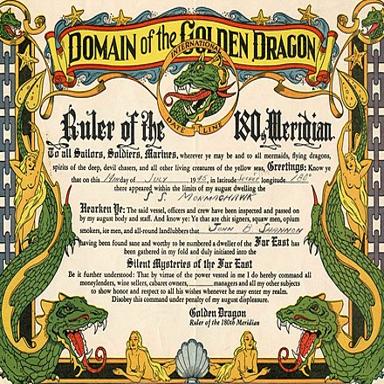 DOMAIN of the GOLDEN DRAGON
INTERNATIONAL
DATE LINE
Ruler of the 180th Meridian
To all Sailors, Soldiers, Marines, wherever ye may be and to all mermaids, flying dragons,
spirits of the deep, devil chasers, and all other living creatures of the yellow seas, Greetings: Know ye
that on this day of JULY 1945, in latitude longitude 180°
there appeared within the limits of my august dwelling the
S.S.
Hearken Ye: The said vessel, officers and crew have been inspected and passed on
by my august body and staff. And know ye: Ye that are chit signers, squaw men, opium
smokers, ice men, and all-round landlubbers that JOHN B. SHANNON
having been found sane and worthy to be numbered a dweller of the Far East has
been gathered in my fold and duly initiated into the
Silent Mysteries of the Far East
Be it further understood: That by virtue of the power vested in me I do hereby command all
moneylenders, wine sellers, cabaret owners, managers and all my other subjects
to show honor and respect to all his wishes whenever he may enter my realm.
Disobey this command under penalty of my august displeasure.
Golden Dragon
Ruler of the 180th Meridian